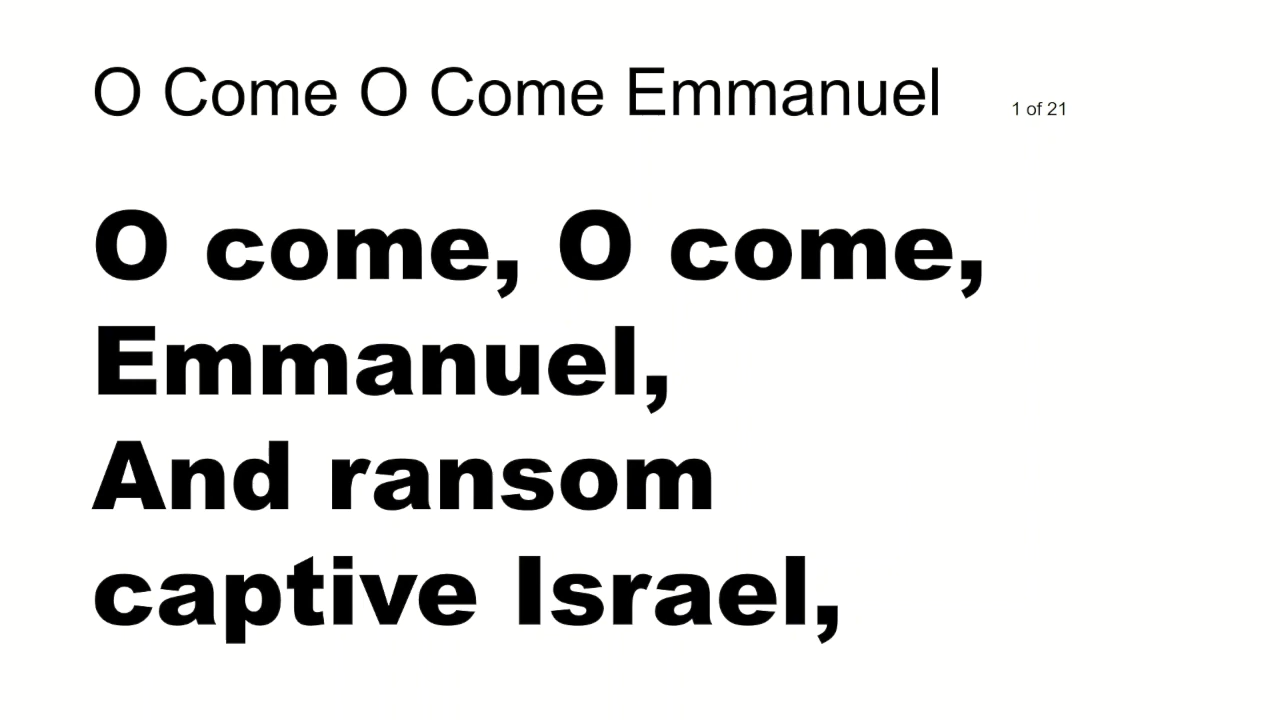 O Come O Come Emmanuel 1 of 21
O come, O come,
Emmanuel,
And ransom
captive Israel,